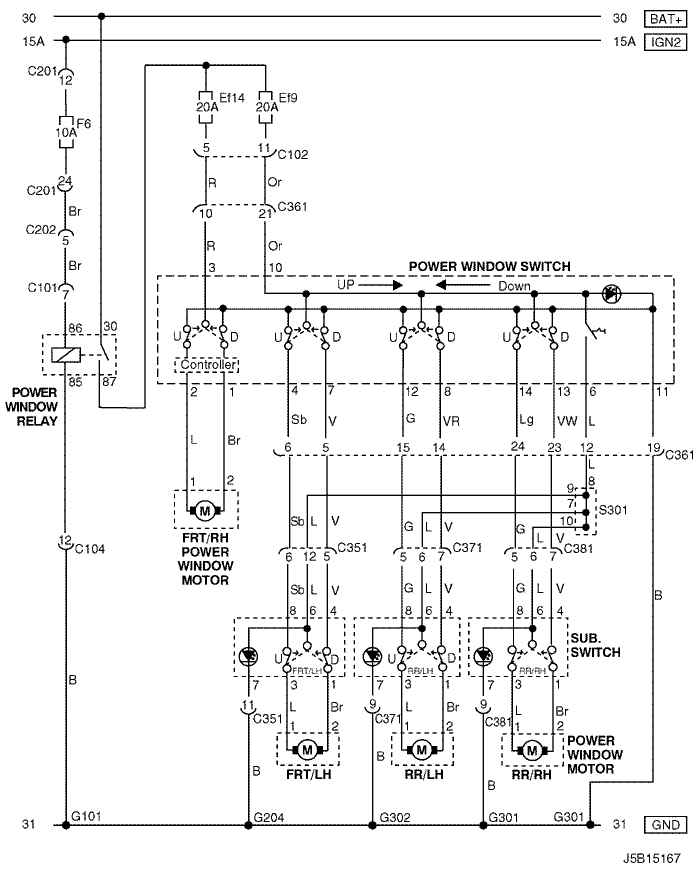 30 30 BAT+
15A 15A IGN2
C201
12
F6
10A
24
C201
Br
C202
5
Br
C101
7
86 30
85 87
POWER
WINDOW
RELAY
12
C104
B
Ef14 Ef9
20A 20A
5 11 C102
R Or
10 21 C361
R Or
3 10
POWER WINDOW SWITCH
UP Down
U D U D U D U D
Controller
2 1 4 7 12 8 14 13 6 11
Sb V G VR Lg VW L
L Br
6 5 15 14 24 23 12 19 C361
L
8
9
7
10
S301
1 2
M
FRT/RH
POWER
WINDOW
MOTOR
Sb L V G L V G L V
6 12 5 C351 5 6 7 C371 5 6 7 C381
Sb L V G L V G L V
8 6 4 8 6 4 8 6 4
B
SUB.
SWITCH
U D U D
FRT/LH RR/LH RR/RH
7 3 1 7 3 1 7 3 1
11 C351 9 C371 9 C381
L Br L Br L Br
1 2 1 2 1 2
M M M
FRT/LH RR/LH RR/RH
POWER
WINDOW
MOTOR
B B B B
31 G101 G204 G302 G301 G301 31 GND
J5B15167